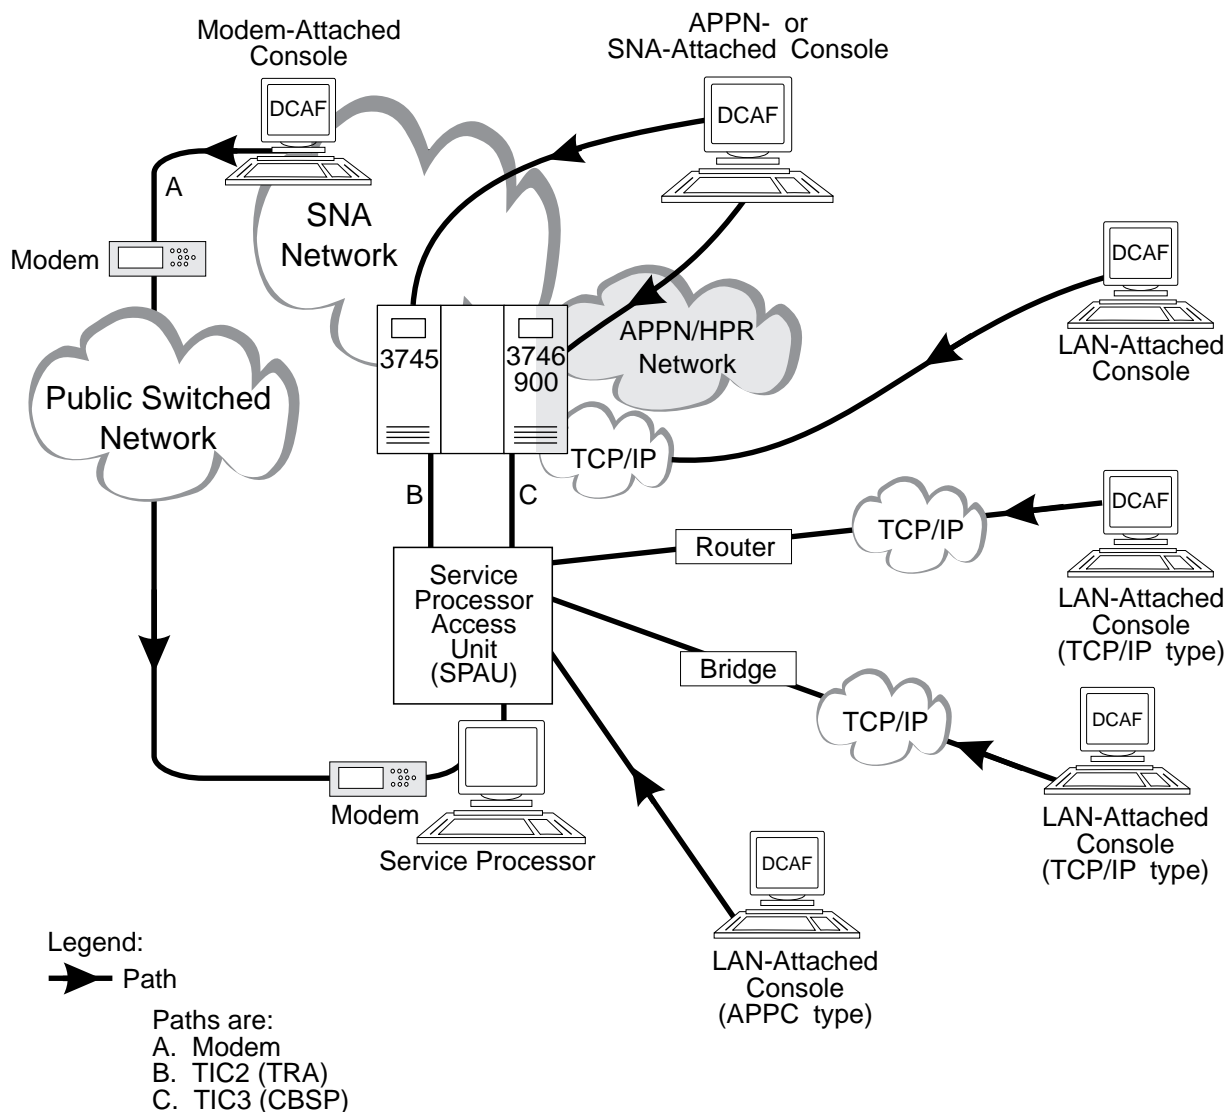 Modem-Attached
Console
DCAF
APPN- or
SNA-Attached Console
DCAF
A
SNA
Network
Modem
DCAF
LAN-Attached
Console
3745
3746
900
APPN/HPR
Network
Public Switched
Network
TCP/IP
B
C
DCAF
TCP/IP
Router
LAN-Attached
Console
(TCP/IP type)
Service
Processor
Access
Unit
(SPAU)
Bridge
TCP/IP
DCAF
LAN-Attached
Console
(TCP/IP type)
Modem
Service Processor
DCAF
LAN-Attached
Console
(APPC type)
Legend:
Path
Paths are:
A. Modem
B. TIC2 (TRA)
C. TIC3 (CBSP)